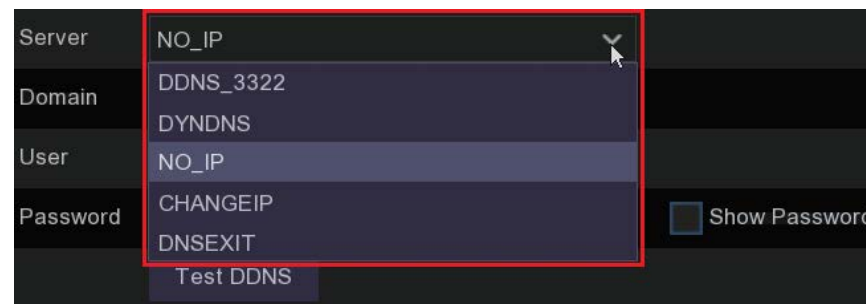 Server NO_IP
DDNS_3322
Domain
DYNDNS
User NO_IP
CHANGEIP
Password Show Password
DNSEXIT
Test DDNS